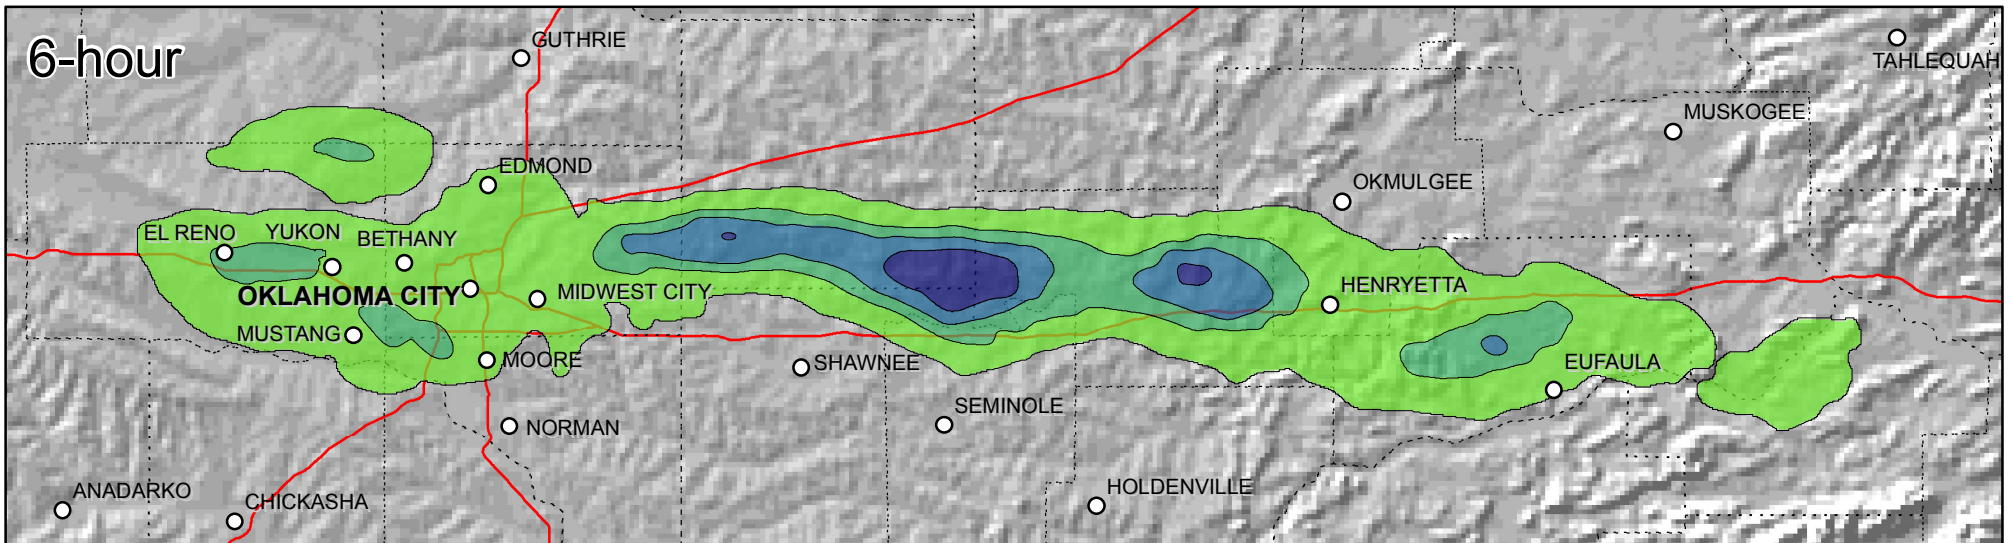 6-hour
GUTHRIE
TAHLEQUAH
MUSKOGEE
EDMOND
OKMULGEE
EL RENO
YUKON
BETHANY
OKLAHOMA CITY
MIDWEST CITY
HENRYETTA
MUSTANG
MOORE
SHAWNEE
EUFAULA
SEMINOLE
NORMAN
ANADARKO
CHICKASHA
HOLDENVILLE